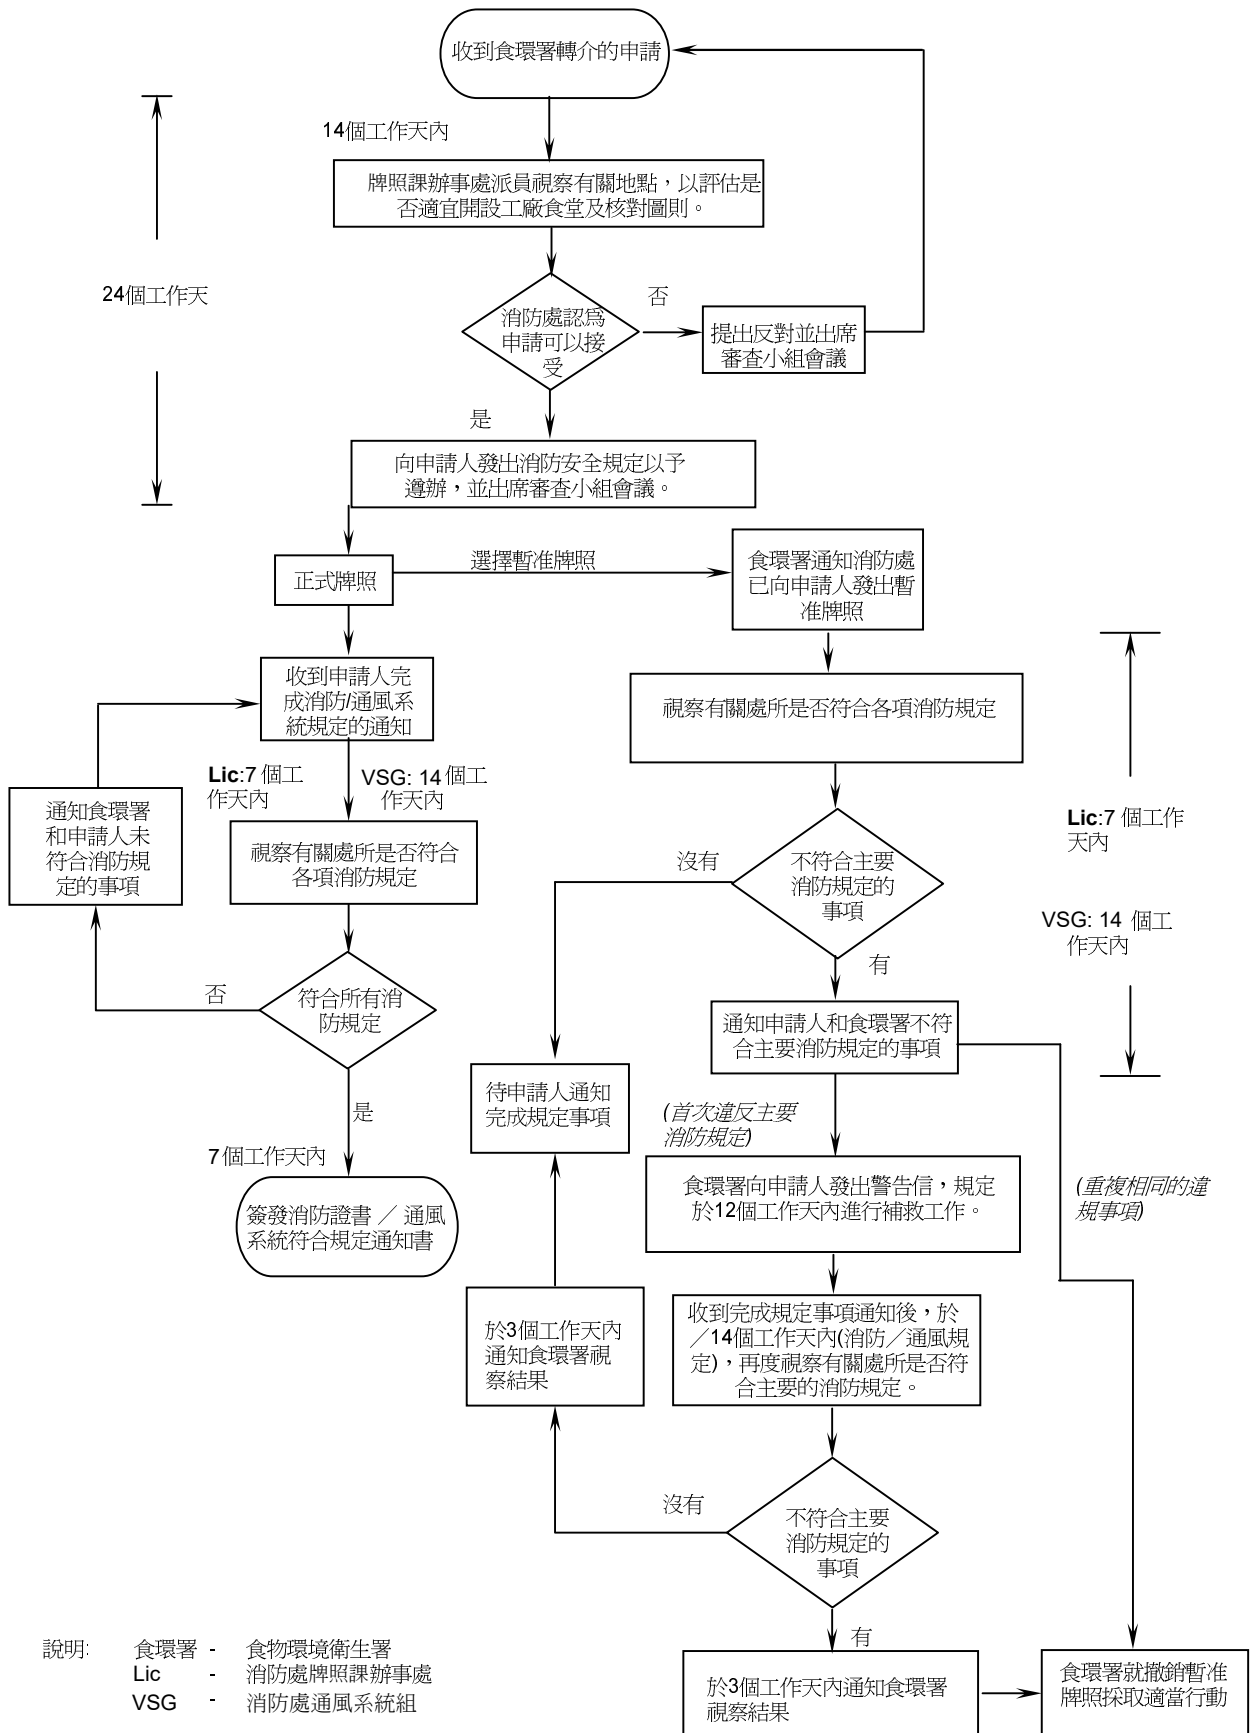 收到食環署轉介的申請
14個工作天內
牌照課辦事處派員視察有關地點，以評估是
否適宜開設工廠食堂及核對圖則。
24個工作天
消防處認為
申請可以接
受
否
提出反對並出席
審查小組會議
是
向申請人發出消防安全規定以予
遵辦，並出席審查小組會議。
正式牌照
選擇暫准牌照
食環署通知消防處
已向申請人發出暫
准牌照
收到申請人完
成消防/通風系
統規定的通知
視察有關處所是否符合各項消防規定
Lic:7 個工
作天內
VSG: 14 個工
作天內
通知食環署
和申請人未
符合消防規
定的事項
視察有關處所是否符合
各項消防規定
沒有
不符合主要
消防規定的
事項
Lic:7 個工作
天內
VSG: 14 個工
作天內
有
否
符合所有消
防規定
通知申請人和食環署不符
合主要消防規定的事項
是
待申請人通知
完成規定事項
(首次違反主要
消防規定)
7個工作天內
簽發消防證書 ／ 通風
系統符合規定通知書
食環署向申請人發出警告信，規定
於12個工作天內進行補救工作。
(重複相同的違
規事項)
於3個工作天內
通知食環署視
察結果
收到完成規定事項通知後，於
／14個工作天內(消防／通風規
定)，再度視察有關處所是否符
合主要的消防規定。
沒有
不符合主要
消防規定的
事項
有
於3個工作天內通知食環署
視察結果
食環署就撤銷暫准
牌照採取適當行動
說明: 食環署 - 食物環境衛生署
Lic - 消防處牌照課辦事處
VSG - 消防處通風系統組